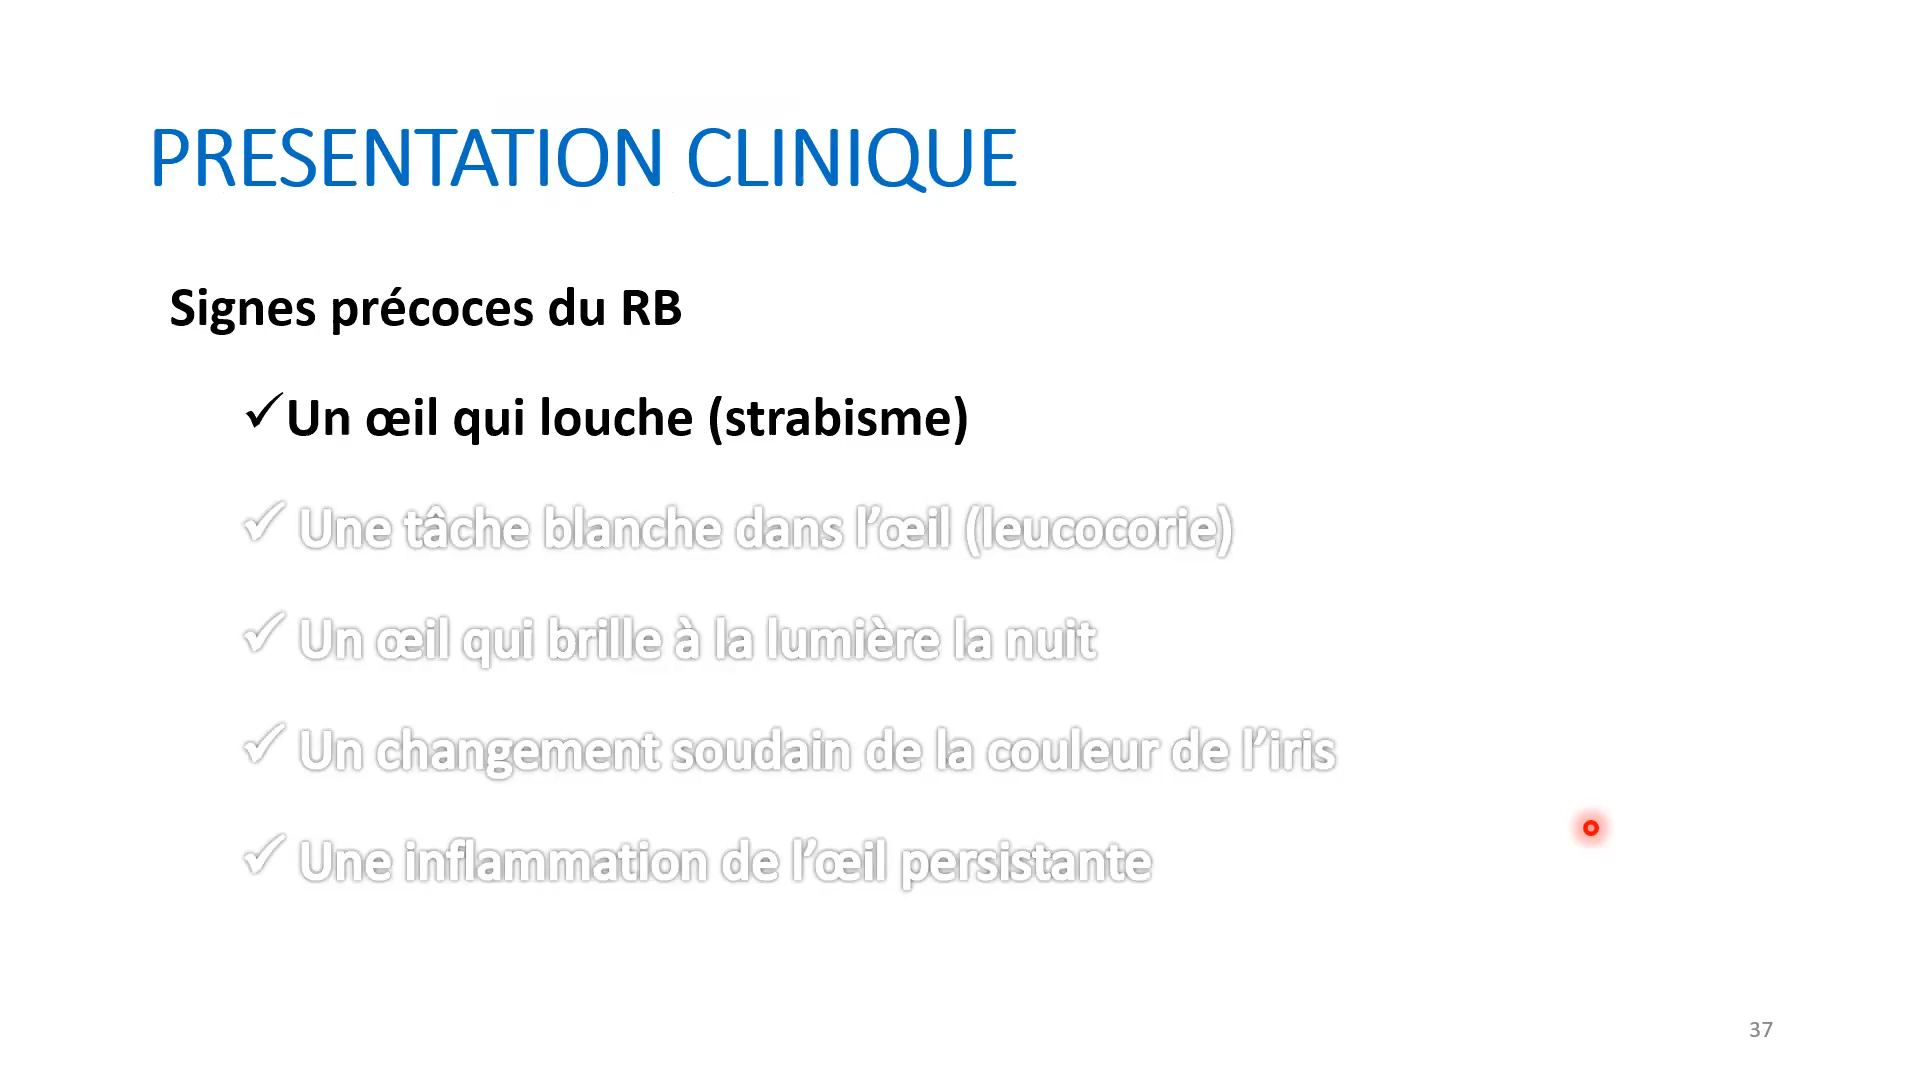 PRESENTATION CLINIQUE
Signes précoces du RB
✓Un œil qui louche (strabisme)
✓ Une tâche blanche dans l’œil (leucocorie)
✓ Un œil qui brille à la lumière la nuit
✓ Un changement soudain de la couleur de l’iris
✓ Une inflammation de l’œil persistante
37